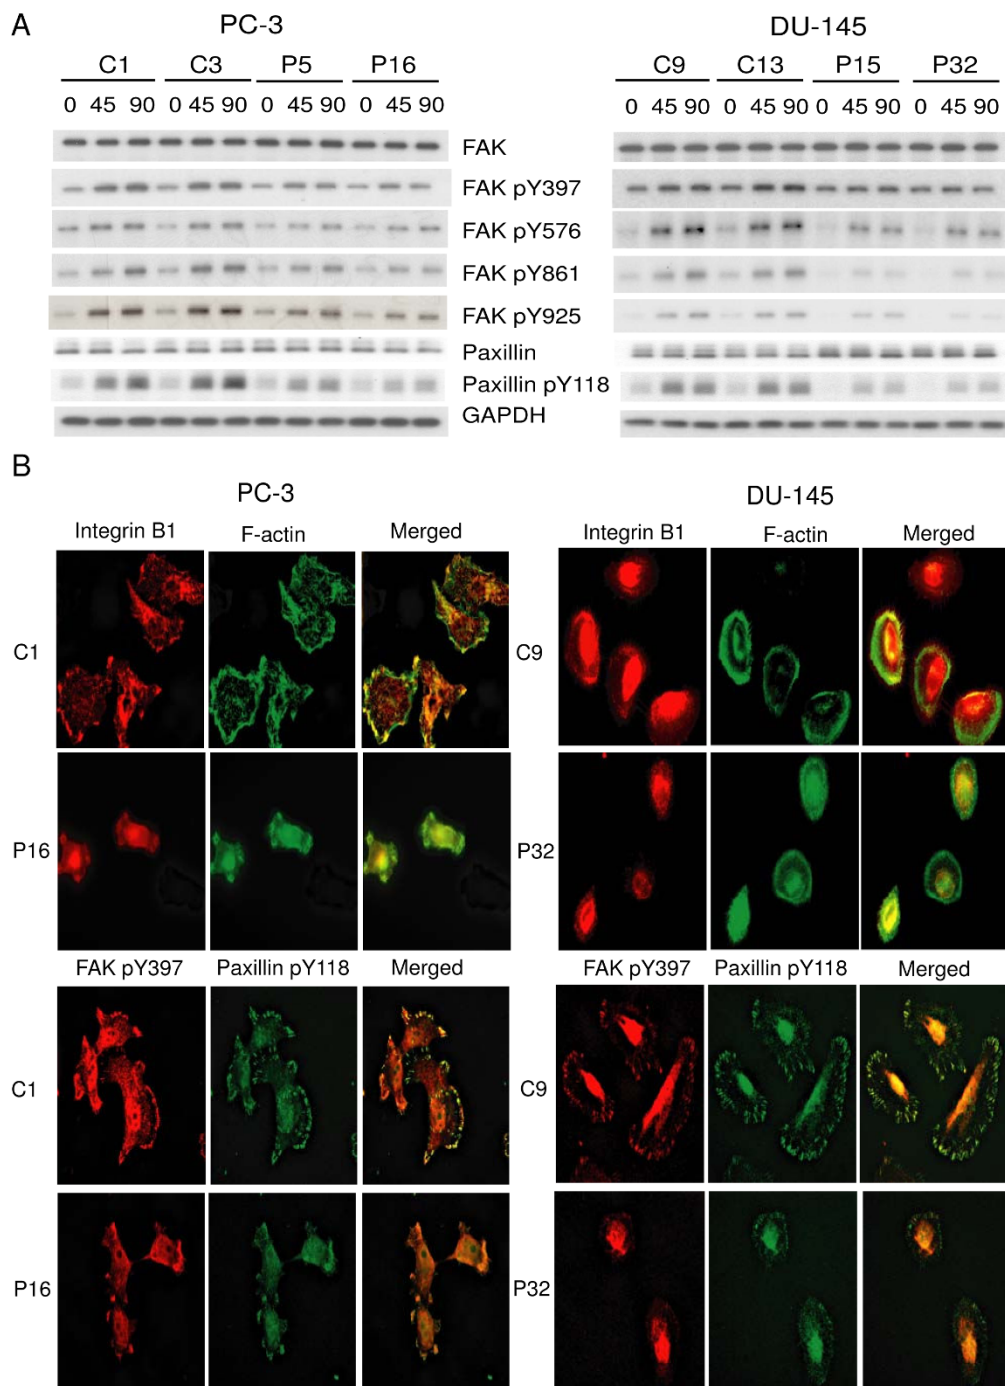 A
PC-3
DU-145
C1 C3 P5 P16
C9 C13 P15 P32
0 45 90 0 45 90 0 45 90 0 45 90
0 45 90 0 45 90 0 45 90 0 45 90
FAK
FAK pY397
FAK pY576
FAK pY861
FAK pY925
Paxillin
Paxillin pY118
GAPDH
B
PC-3
DU-145
Integrin B1 F-actin Merged
Integrin B1 F-actin Merged
C1
C9
P16
P32
FAK pY397 Paxillin pY118 Merged
FAK pY397 Paxillin pY118 Merged
C1
C9
P16
P32